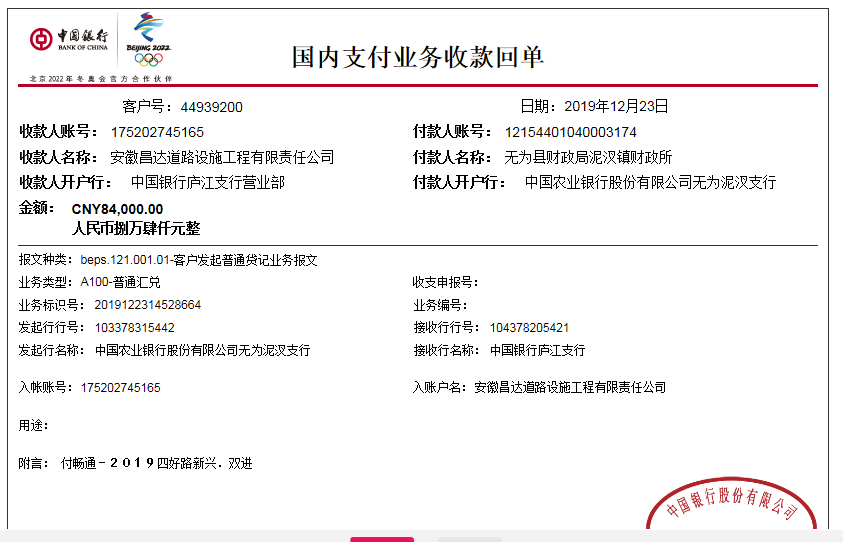 中国银行
BANK OF CHINA
BEIJING 2022
北京2022年冬奥会官方合作伙伴
国内支付业务收款回单
客户号：44939200 日期：2019年12月23日
收款人账号：175202745165 付款人账号：12154401040003174
收款人名称：安徽昌达道路设施工程有限责任公司 付款人名称：无为县财政局泥汊镇财政所
收款人开户行：中国银行庐江支行营业部 付款人开户行：中国农业银行股份有限公司无为泥汊支行
金额：CNY84,000.00
人民币捌万肆仟元整
报文种类：beps.121.001.01-客户发起普通贷记业务报文
业务类型：A100-普通汇兑 收支申报号：
业务标识号：2019122314528664 业务编号：
发起行行号：103378315442 接收行行号：104378205421
发起行名称：中国农业银行股份有限公司无为泥汊支行 接收行名称：中国银行庐江支行
入帐账号：175202745165 入账户名：安徽昌达道路设施工程有限责任公司
用途：
附言：付畅通－２０１９四好路新兴．双进
中国银行股份有限公司